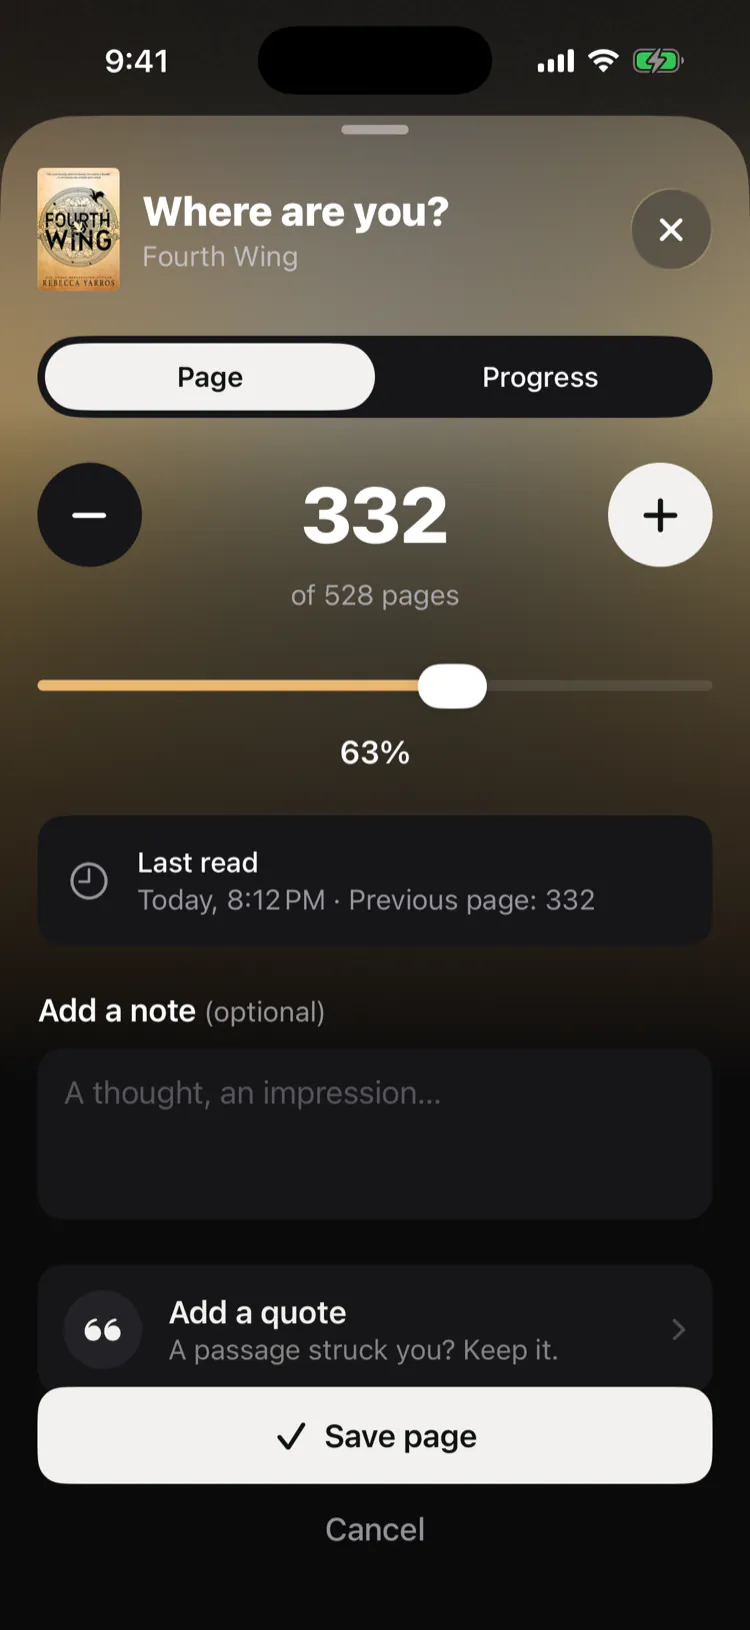 9:41
FOURTH
WING
REBECCA YARROS
Where are you?
Fourth Wing
Page
Progress
332
of 528 pages
63%
Last read
Today, 8:12 PM · Previous page: 332
Add a note (optional)
A thought, an impression...
Add a quote
A passage struck you? Keep it.
Save page
Cancel